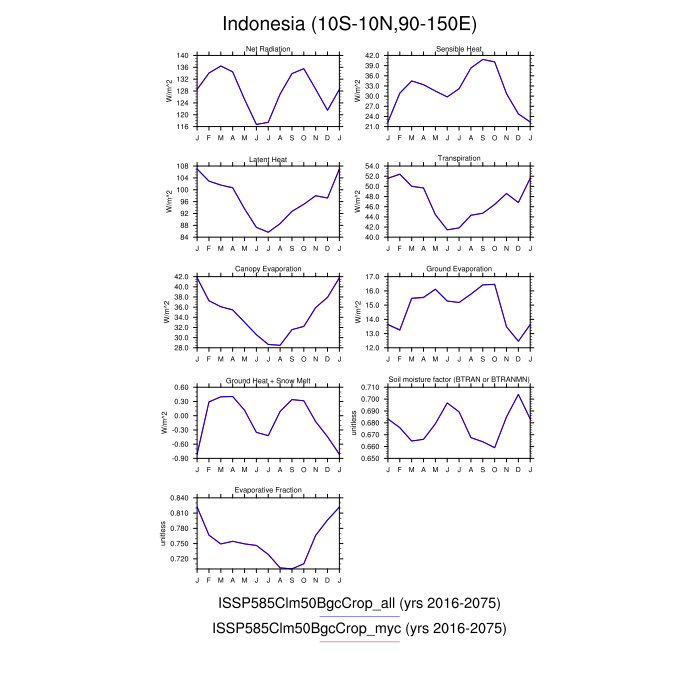 Indonesia (10S-10N,90-150E)
Net Radiation
W/m^2
140
136
132
128
124
120
116
J F M A M J J A S O N D J
Sensible Heat
W/m^2
42.0
39.0
36.0
33.0
30.0
27.0
24.0
21.0
J F M A M J J A S O N D J
Latent Heat
W/m^2
108
104
100
96
92
88
84
J F M A M J J A S O N D J
Transpiration
W/m^2
54.0
52.0
50.0
48.0
46.0
44.0
42.0
40.0
J F M A M J J A S O N D J
Canopy Evaporation
W/m^2
42.0
40.0
38.0
36.0
34.0
32.0
30.0
28.0
J F M A M J J A S O N D J
Ground Evaporation
W/m^2
17.0
16.0
15.0
14.0
13.0
12.0
J F M A M J J A S O N D J
Ground Heat + Snow Melt
W/m^2
0.60
0.30
0.00
-0.30
-0.60
-0.90
J F M A M J J A S O N D J
Soil moisture factor (BTRAN or BTRANMN)
unitless
0.710
0.700
0.690
0.680
0.670
0.660
0.650
J F M A M J J A S O N D J
Evaporative Fraction
unitless
0.840
0.810
0.780
0.750
0.720
J F M A M J J A S O N D J
ISSP585Clm50BgcCrop_all (yrs 2016-2075)
ISSP585Clm50BgcCrop_myc (yrs 2016-2075)